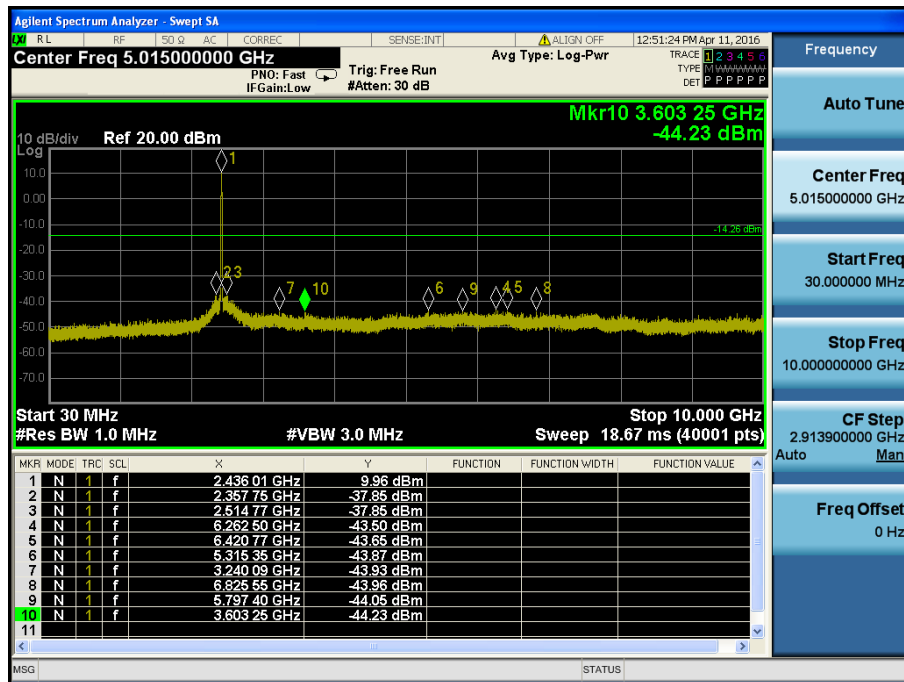 Agilent Spectrum Analyzer - Swept SA
LXI RL RF 50 Ω AC CORREC SENSE:INT ALIGN OFF 12:51:24 PM Apr 11, 2016
Center Freq 5.015000000 GHz
PNO: Fast
IFGain:Low
Trig: Free Run
#Atten: 30 dB
Avg Type: Log-Pwr
TRACE 1 2 3 4 5 6
TYPE
DET P P P P P P
Mkr10 3.603 25 GHz
-44.23 dBm
10 dB/div Ref 20.00 dBm
Log
10.0
0.00
-10.0
-20.0
-30.0
-40.0
-50.0
-60.0
-70.0
1
-14.26 dBm
2 3
7
10
6
9
4 5
8
Start 30 MHz
Stop 10.000 GHz
#Res BW 1.0 MHz
#VBW 3.0 MHz
Sweep 18.67 ms (40001 pts)
MKR MODE TRC SCL X Y FUNCTION FUNCTION WIDTH FUNCTION VALUE
1 N 1 f 2.436 01 GHz 9.96 dBm
2 N 1 f 2.357 75 GHz -37.85 dBm
3 N 1 f 2.514 77 GHz -37.85 dBm
4 N 1 f 6.262 50 GHz -43.50 dBm
5 N 1 f 6.420 77 GHz -43.65 dBm
6 N 1 f 5.315 35 GHz -43.87 dBm
7 N 1 f 3.240 09 GHz -43.93 dBm
8 N 1 f 6.825 55 GHz -43.96 dBm
9 N 1 f 5.797 40 GHz -44.05 dBm
10 N 1 f 3.603 25 GHz -44.23 dBm
11
MSG
STATUS
Frequency
Auto Tune
Center Freq
5.015000000 GHz
Start Freq
30.000000 MHz
Stop Freq
10.000000000 GHz
CF Step
2.913900000 GHz
Auto Man
Freq Offset
0 Hz